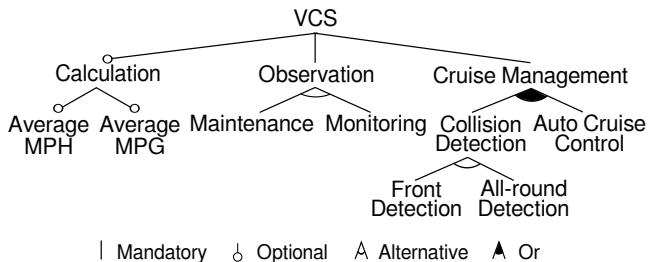 VCS
Calculation Observation Cruise Management
Average MPH Average MPG Maintenance Monitoring Collision Detection Auto Cruise Control
Front Detection All-round Detection
Mandatory Optional Alternative Or